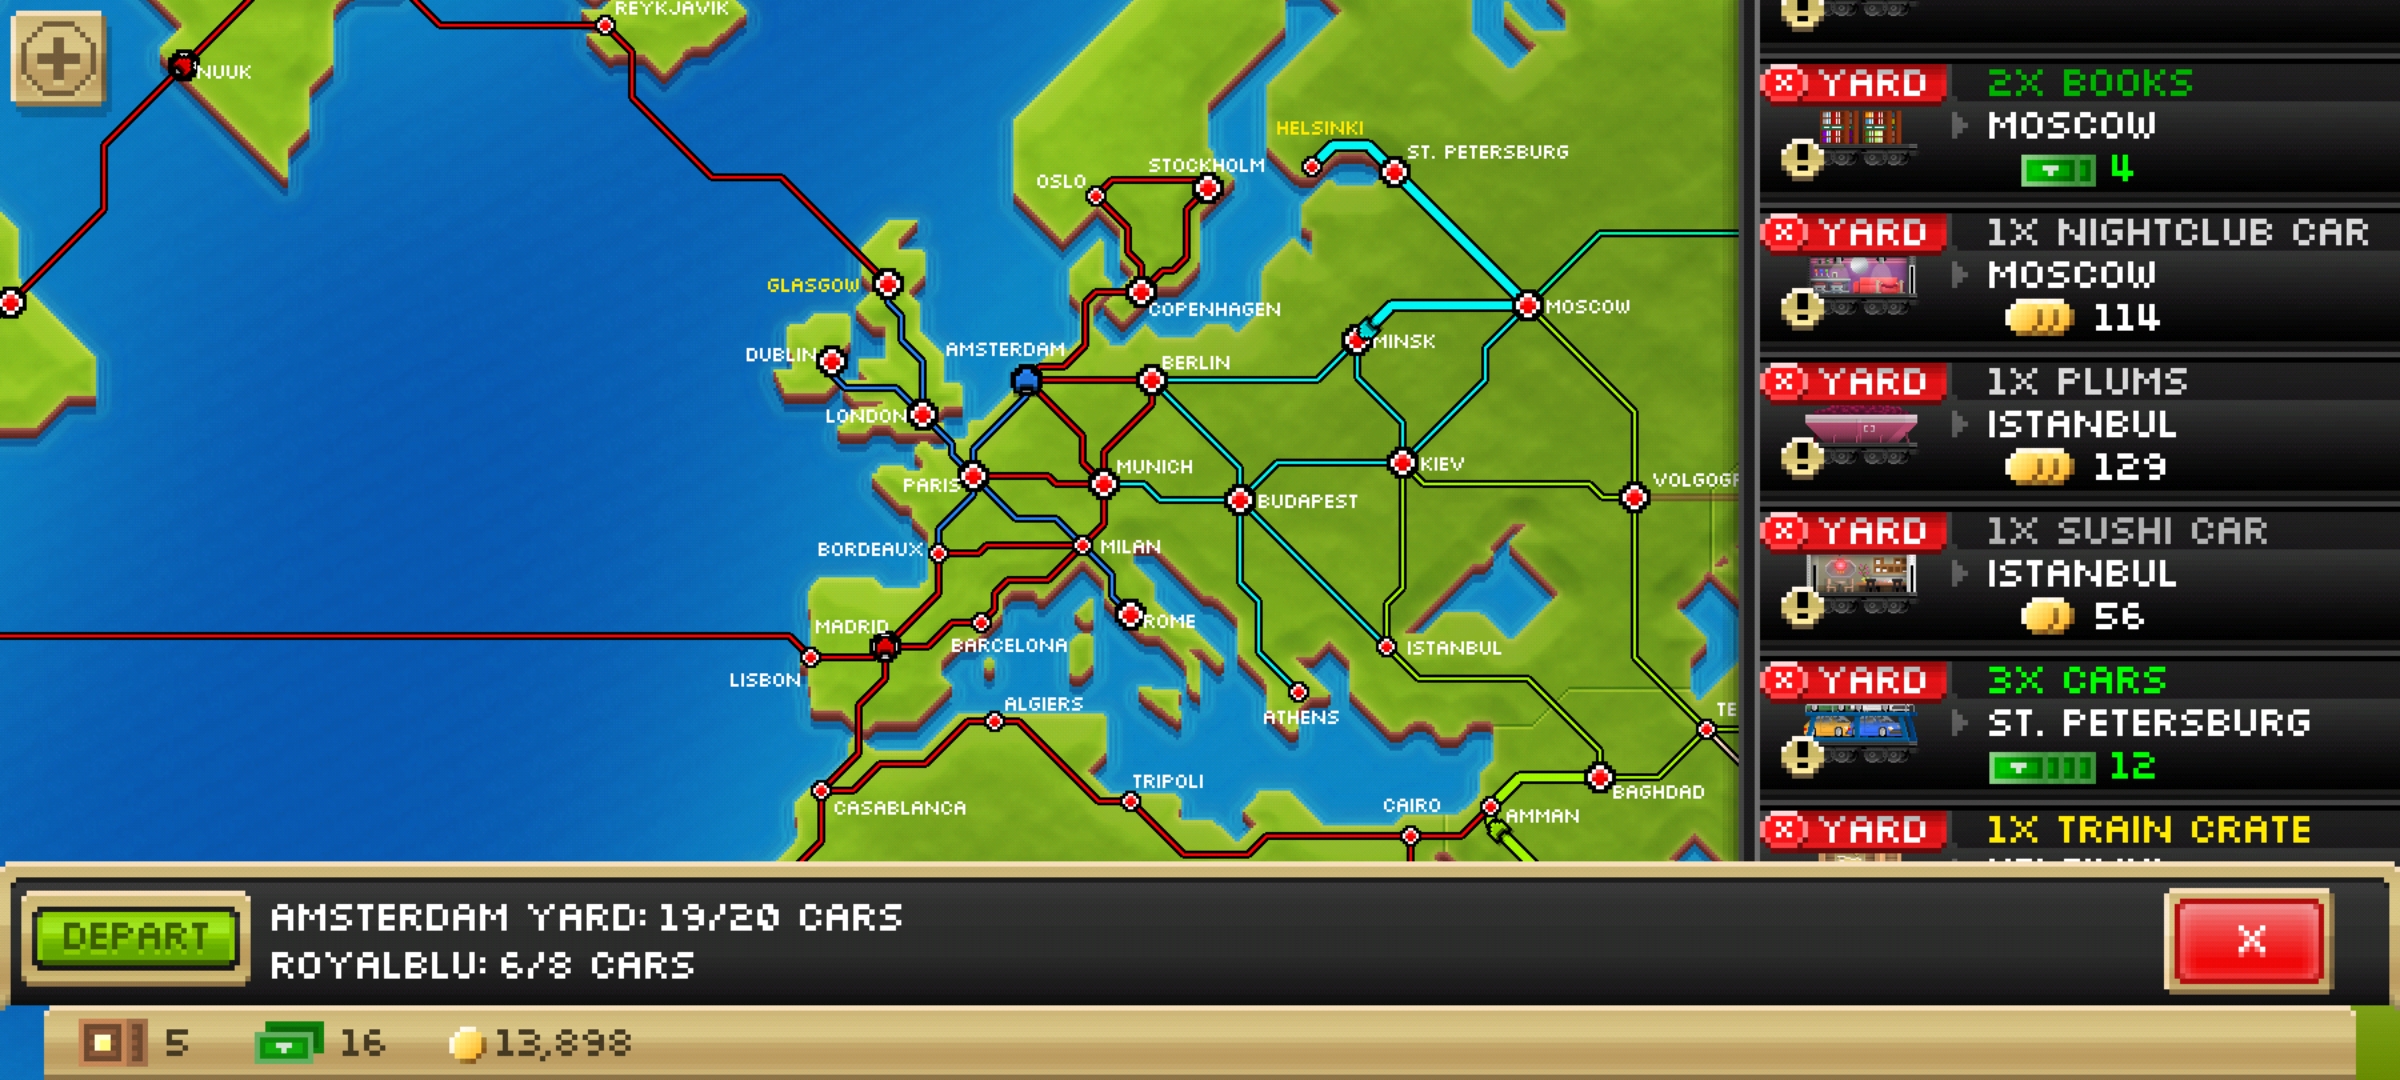 REYKJAVIK
NUUK
HELSINKI
ST. PETERSBURG
STOCKHOLM
OSLO
GLASGOW
COPENHAGEN
MOSCOW
DUBLIN
AMSTERDAM
BERLIN
MINSK
LONDON
PARIS
MUNICH
KIEV
BUDAPEST
VOLGOGR
BORDEAUX
MILAN
MADRID
ROME
BARCELONA
LISBON
ISTANBUL
ALGIERS
ATHENS
TE
TRIPOLI
CASABLANCA
CAIRO
AMMAN
BAGHDAD
YARD 2X BOOKS
MOSCOW
4
YARD 1X NIGHTCLUB CAR
MOSCOW
114
YARD 1X PLUMS
ISTANBUL
129
YARD 1X SUSHI CAR
ISTANBUL
56
YARD 3X CARS
ST. PETERSBURG
12
YARD 1X TRAIN CRATE
DEPART
AMSTERDAM YARD: 19/20 CARS
ROYALBLU: 6/8 CARS
X
5 16 13,898